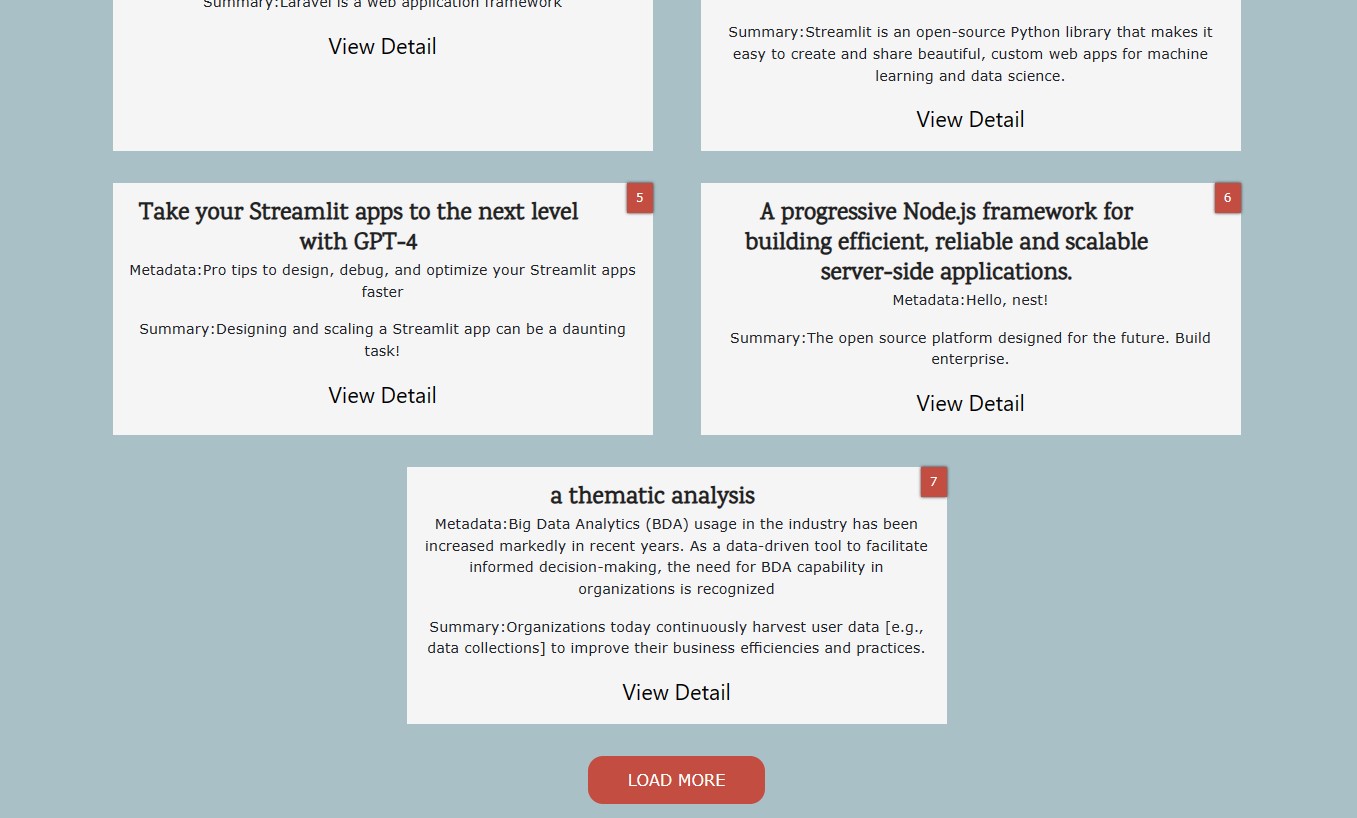 Summary:Laravel is a web application framework
View Detail
Summary:Streamlit is an open-source Python library that makes it
easy to create and share beautiful, custom web apps for machine
learning and data science.
View Detail
5
Take your Streamlit apps to the next level
with GPT-4
Metadata:Pro tips to design, debug, and optimize your Streamlit apps
faster
Summary:Designing and scaling a Streamlit app can be a daunting
task!
View Detail
6
A progressive Node.js framework for
building efficient, reliable and scalable
server-side applications.
Metadata:Hello, nest!
Summary:The open source platform designed for the future. Build
enterprise.
View Detail
7
a thematic analysis
Metadata:Big Data Analytics (BDA) usage in the industry has been
increased markedly in recent years. As a data-driven tool to facilitate
informed decision-making, the need for BDA capability in
organizations is recognized
Summary:Organizations today continuously harvest user data [e.g.,
data collections] to improve their business efficiencies and practices.
View Detail
LOAD MORE